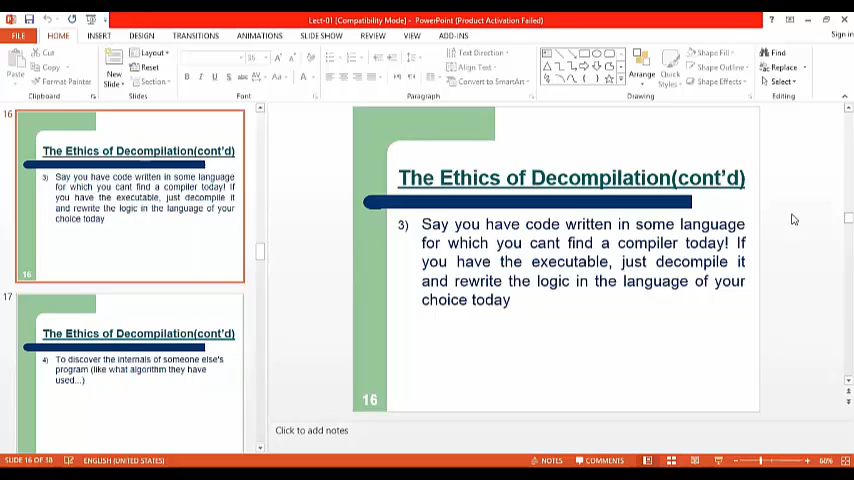 Lect-01 [Compatibility Mode] - PowerPoint (Product Activation Failed)
Sign in
FILE HOME INSERT DESIGN TRANSITIONS ANIMATIONS SLIDE SHOW REVIEW VIEW ADD-INS
Paste
Cut
Copy
Format Painter
Clipboard
New Slide
Layout
Reset
Section
Slides
Font
Paragraph
Text Direction
Align Text
Convert to SmartArt
Arrange
Quick Styles
Shape Fill
Shape Outline
Shape Effects
Drawing
Find
Replace
Select
Editing
16
The Ethics of Decompilation(cont'd)
3) Say you have code written in some language
for which you cant find a compiler today! If
you have the executable, just decompile it
and rewrite the logic in the language of your
choice today
16
17
The Ethics of Decompilation(cont'd)
4) To discover the internals of someone else's
program (like what algorithm they have
used...)
The Ethics of Decompilation(cont'd)
3) Say you have code written in some language
for which you cant find a compiler today! If
you have the executable, just decompile it
and rewrite the logic in the language of your
choice today
16
Click to add notes
SLIDE 16 OF 38 ENGLISH (UNITED STATES) NOTES COMMENTS 60%